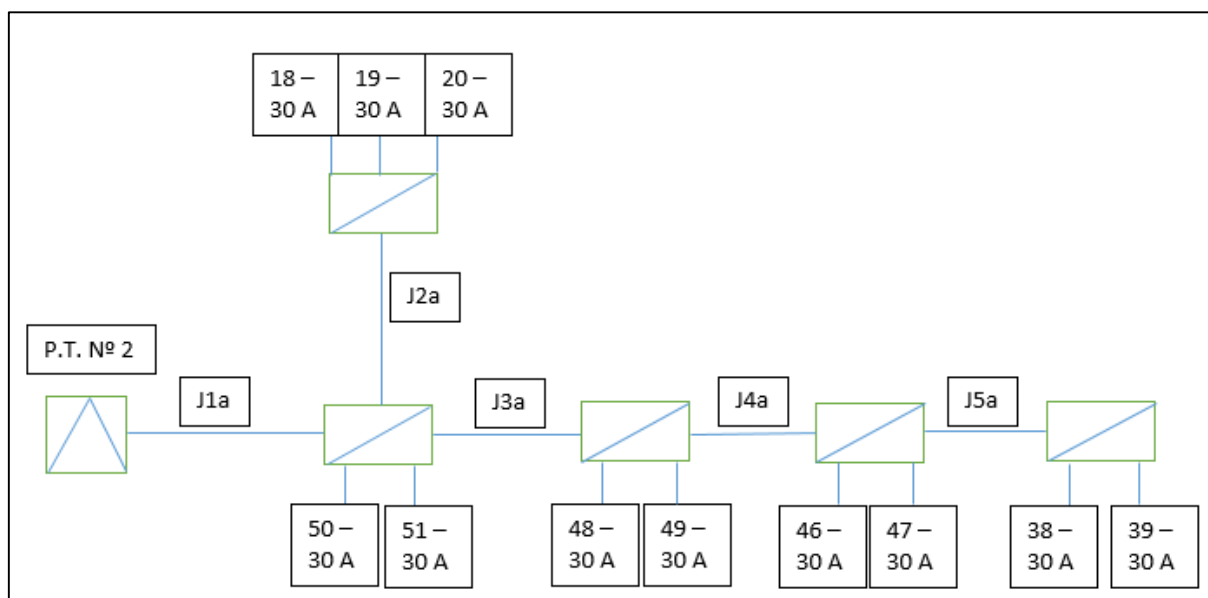 18 –
30 A
19 –
30 A
20 -
30 A
J2a
P.T. Nº 2
J1a
J3a
J4a
J5a
50 –
30 A
51 –
30 A
48 –
30 A
49 –
30 A
46 –
30 A
47 –
30 A
38 –
30 A
39 –
30 A